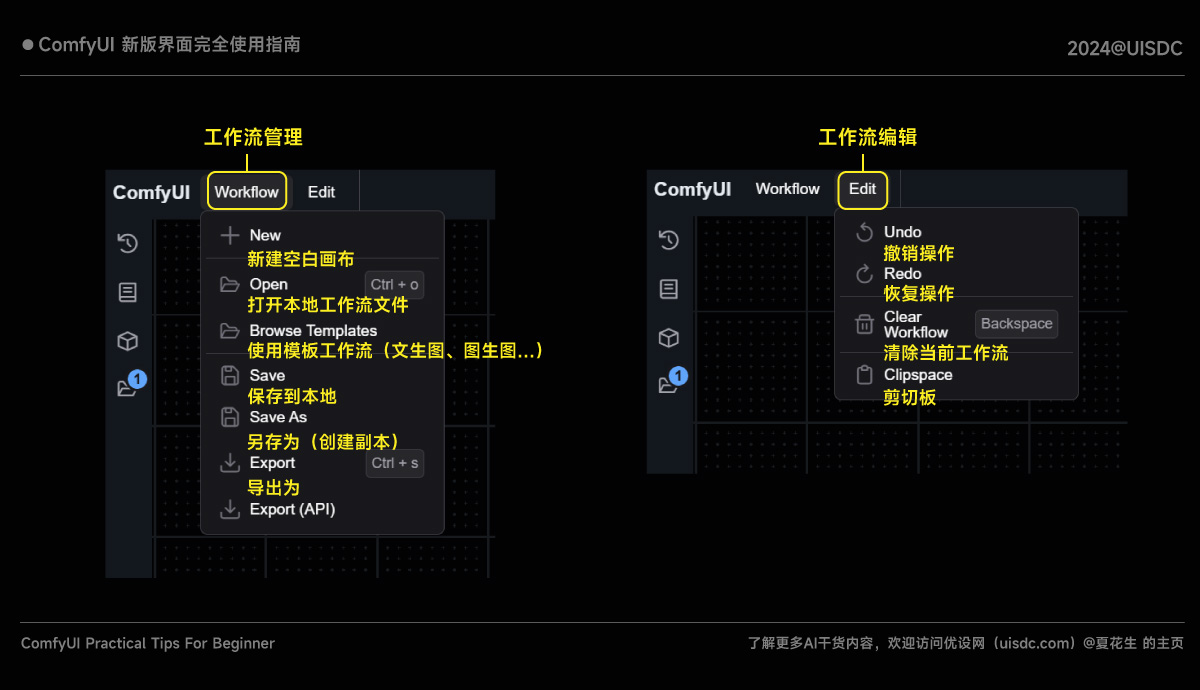 ComfyUI 新版界面完全使用指南
2024@UISDC
工作流管理
ComfyUI Workflow Edit
New
新建空白画布
Open Ctrl + o
打开本地工作流文件
Browse Templates
使用模板工作流（文生图、图生图...）
Save
保存到本地
Save As
另存为（创建副本）
Export Ctrl + s
导出为
Export (API)
1
工作流编辑
ComfyUI Workflow Edit
Undo
撤销操作
Redo
恢复操作
Clear
Workflow
Backspace
清除当前工作流
Clipspace
剪切板
1
ComfyUI Practical Tips For Beginner
了解更多AI干货内容，欢迎访问优设网（uisdc.com）@夏花生 的主页